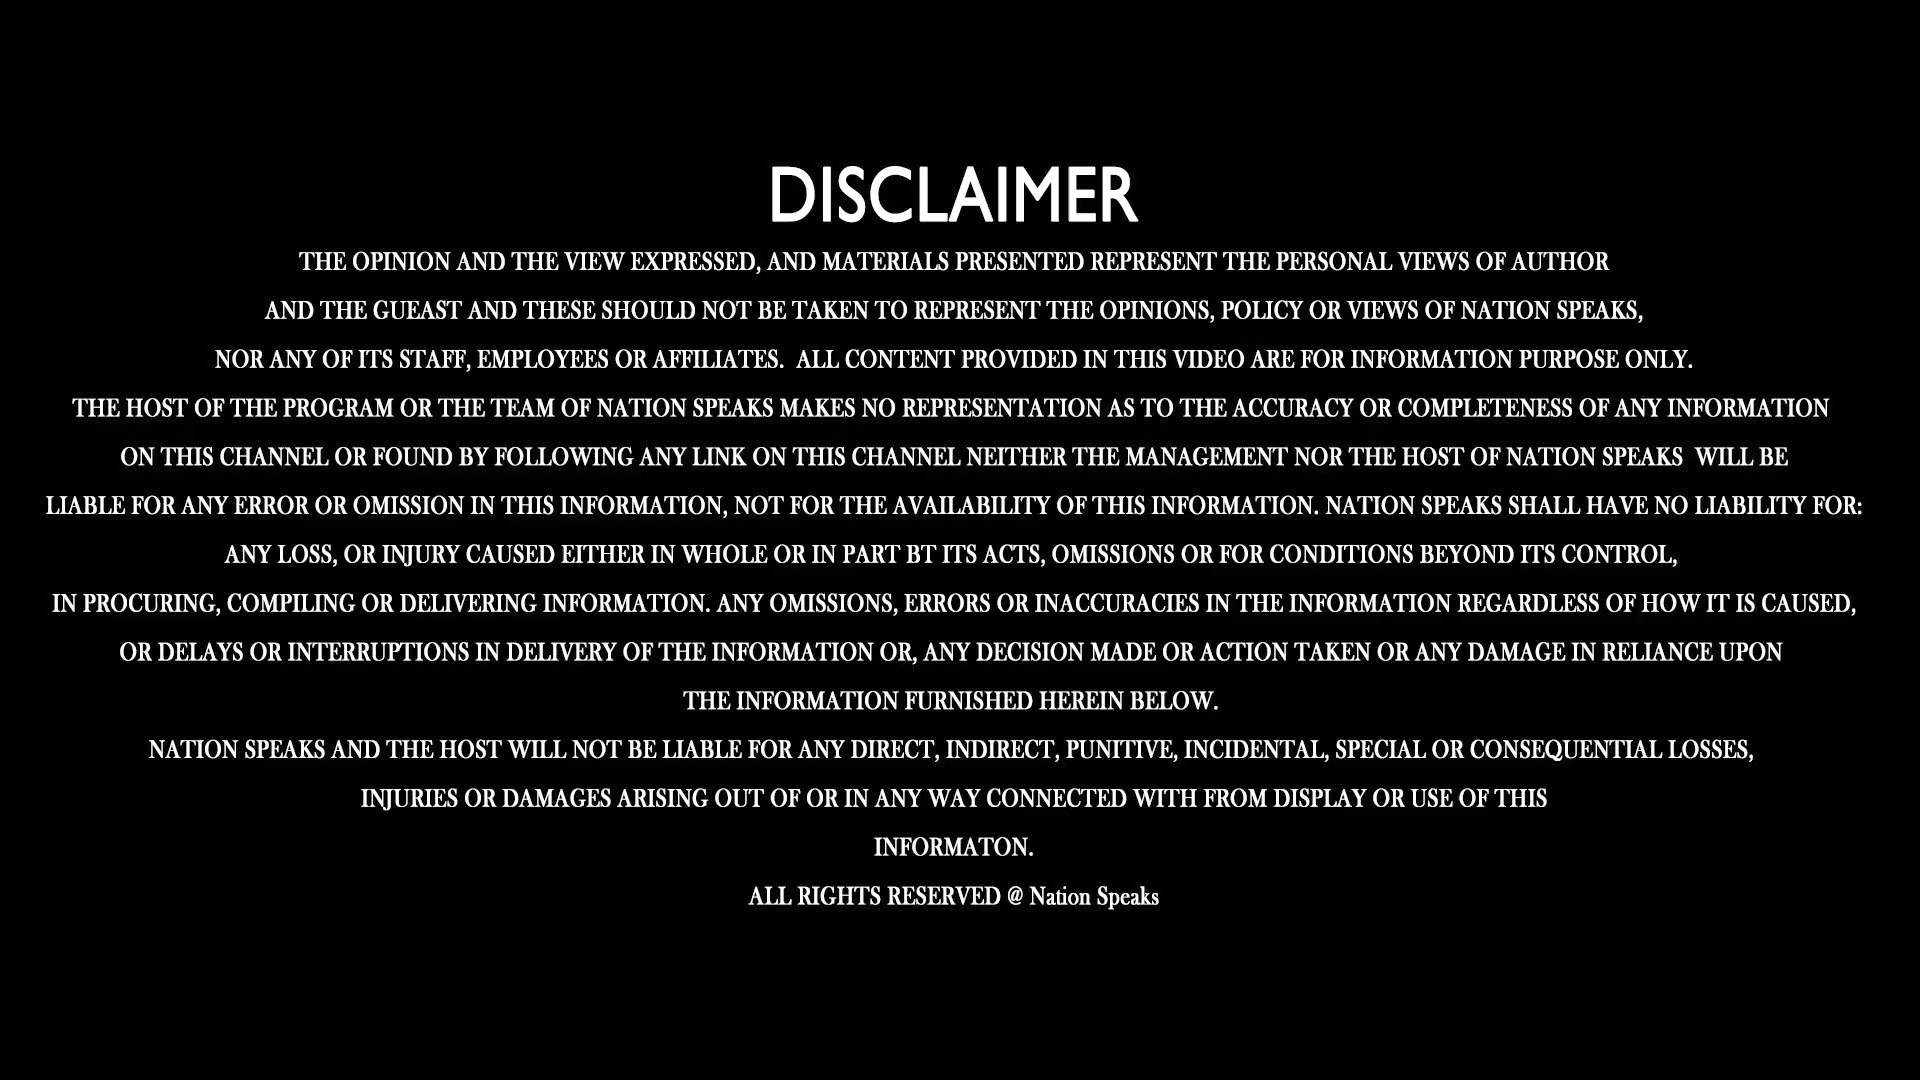 DISCLAIMER
THE OPINION AND THE VIEW EXPRESSED, AND MATERIALS PRESENTED REPRESENT THE PERSONAL VIEWS OF AUTHOR
AND THE GUEAST AND THESE SHOULD NOT BE TAKEN TO REPRESENT THE OPINIONS, POLICY OR VIEWS OF NATION SPEAKS,
NOR ANY OF ITS STAFF, EMPLOYEES OR AFFILIATES.  ALL CONTENT PROVIDED IN THIS VIDEO ARE FOR INFORMATION PURPOSE ONLY.
THE HOST OF THE PROGRAM OR THE TEAM OF NATION SPEAKS MAKES NO REPRESENTATION AS TO THE ACCURACY OR COMPLETENESS OF ANY INFORMATION
ON THIS CHANNEL OR FOUND BY FOLLOWING ANY LINK ON THIS CHANNEL NEITHER THE MANAGEMENT NOR THE HOST OF NATION SPEAKS  WILL BE
LIABLE FOR ANY ERROR OR OMISSION IN THIS INFORMATION, NOT FOR THE AVAILABILITY OF THIS INFORMATION. NATION SPEAKS SHALL HAVE NO LIABILITY FOR:
ANY LOSS, OR INJURY CAUSED EITHER IN WHOLE OR IN PART BT ITS ACTS, OMISSIONS OR FOR CONDITIONS BEYOND ITS CONTROL,
IN PROCURING, COMPILING OR DELIVERING INFORMATION. ANY OMISSIONS, ERRORS OR INACCURACIES IN THE INFORMATION REGARDLESS OF HOW IT IS CAUSED,
OR DELAYS OR INTERRUPTIONS IN DELIVERY OF THE INFORMATION OR, ANY DECISION MADE OR ACTION TAKEN OR ANY DAMAGE IN RELIANCE UPON
THE INFORMATION FURNISHED HEREIN BELOW.
NATION SPEAKS AND THE HOST WILL NOT BE LIABLE FOR ANY DIRECT, INDIRECT, PUNITIVE, INCIDENTAL, SPECIAL OR CONSEQUENTIAL LOSSES,
INJURIES OR DAMAGES ARISING OUT OF OR IN ANY WAY CONNECTED WITH FROM DISPLAY OR USE OF THIS
INFORMATON.
ALL RIGHTS RESERVED @ Nation Speaks